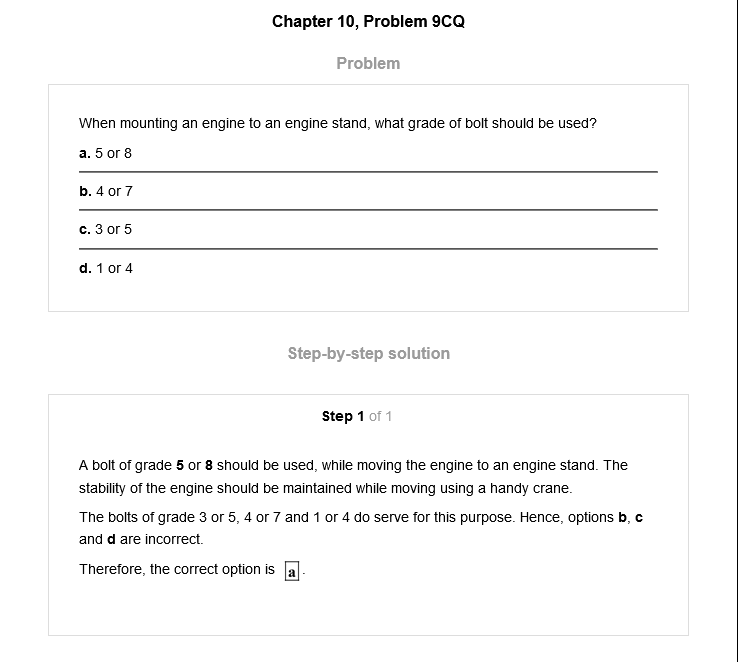 Chapter 10, Problem 9CQ
Problem
When mounting an engine to an engine stand, what grade of bolt should be used?
a. 5 or 8
b. 4 or 7
c. 3 or 5
d. 1 or 4
Step-by-step solution
Step 1 of 1
A bolt of grade 5 or 8 should be used, while moving the engine to an engine stand. The
stability of the engine should be maintained while moving using a handy crane.
The bolts of grade 3 or 5, 4 or 7 and 1 or 4 do serve for this purpose. Hence, options b, c
and d are incorrect.
Therefore, the correct option is a.